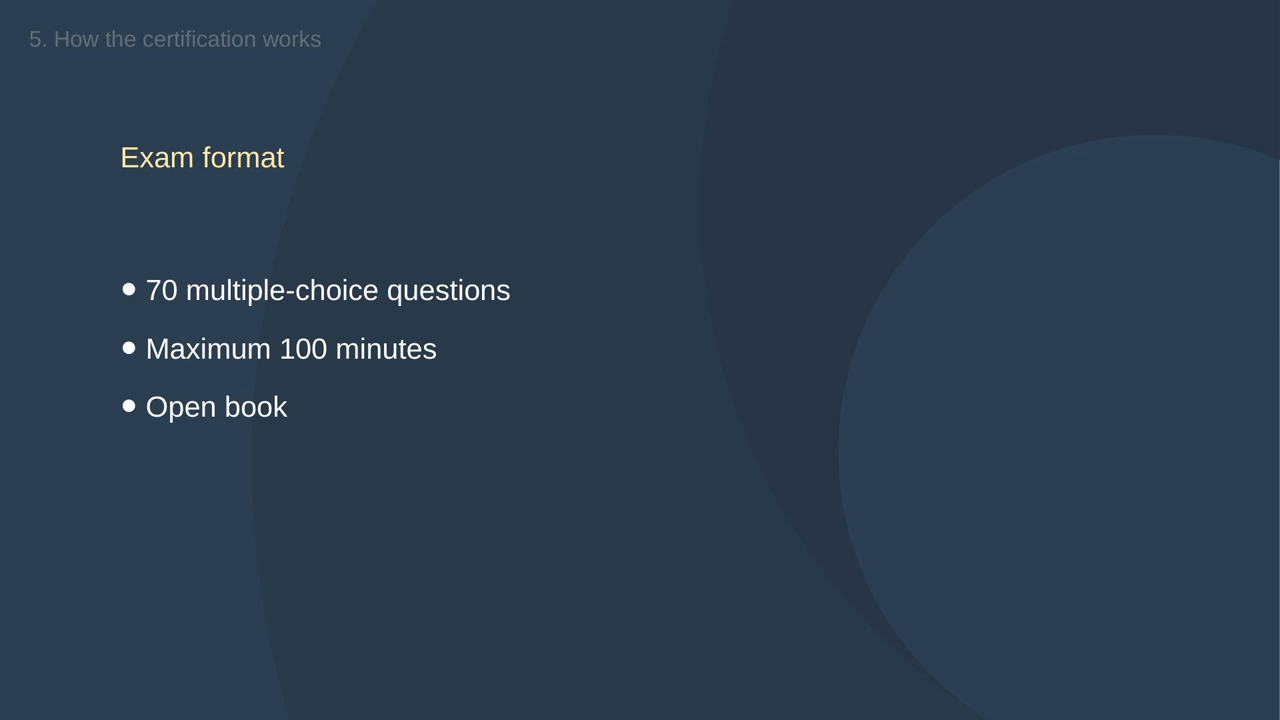 5. How the certification works
Exam format
● 70 multiple-choice questions
● Maximum 100 minutes
● Open book